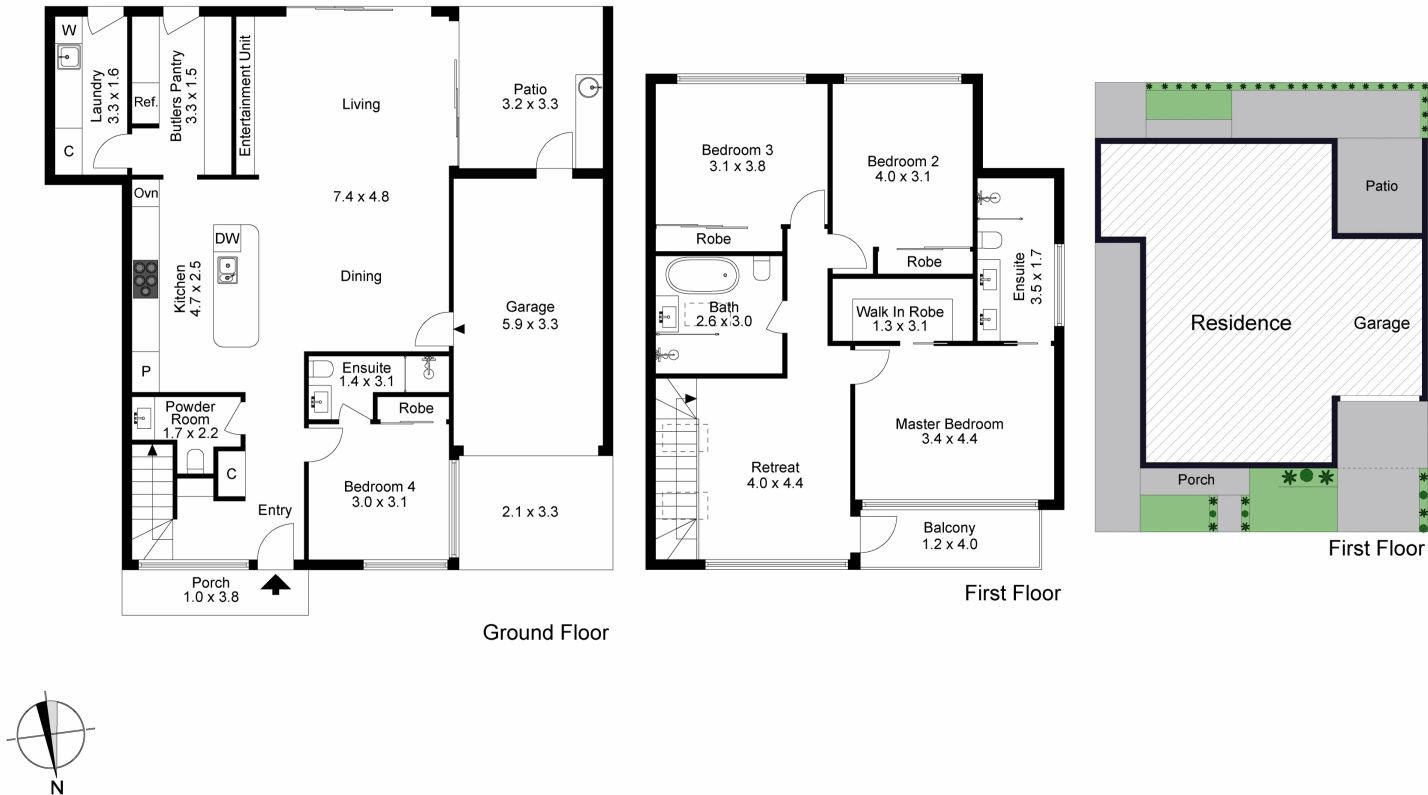 W
Laundry
3.3 x 1.6
C
Ref.
Butlers Pantry
3.3 x 1.5
Entertainment Unit
Living
Patio
3.2 x 3.3
7.4 x 4.8
Ovn
DW
Kitchen
4.7 x 2.5
Dining
Garage
5.9 x 3.3
P
Ensuite
1.4 x 3.1
Robe
Powder
Room
1.7 x 2.2
C
Bedroom 4
3.0 x 3.1
Entry
2.1 x 3.3
Porch
1.0 x 3.8
Ground Floor
Bedroom 3
3.1 x 3.8
Bedroom 2
4.0 x 3.1
Robe
Robe
Ensuite
3.5 x 1.7
Bath
2.6 x 3.0
Walk In Robe
1.3 x 3.1
Master Bedroom
3.4 x 4.4
Retreat
4.0 x 4.4
Balcony
1.2 x 4.0
First Floor
Patio
Residence
Garage
Porch
First Floor
N